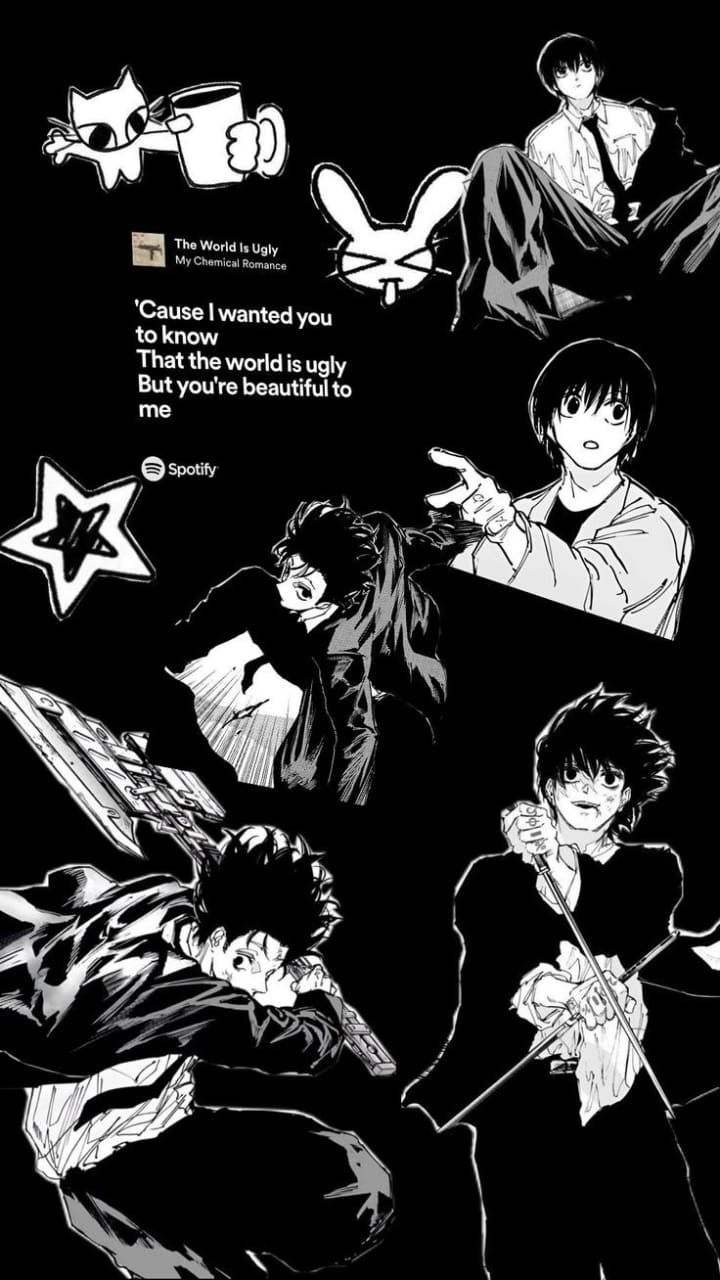 The World Is Ugly
My Chemical Romance
'Cause I wanted you
to know
That the world is ugly
But you're beautiful to
me
Spotify